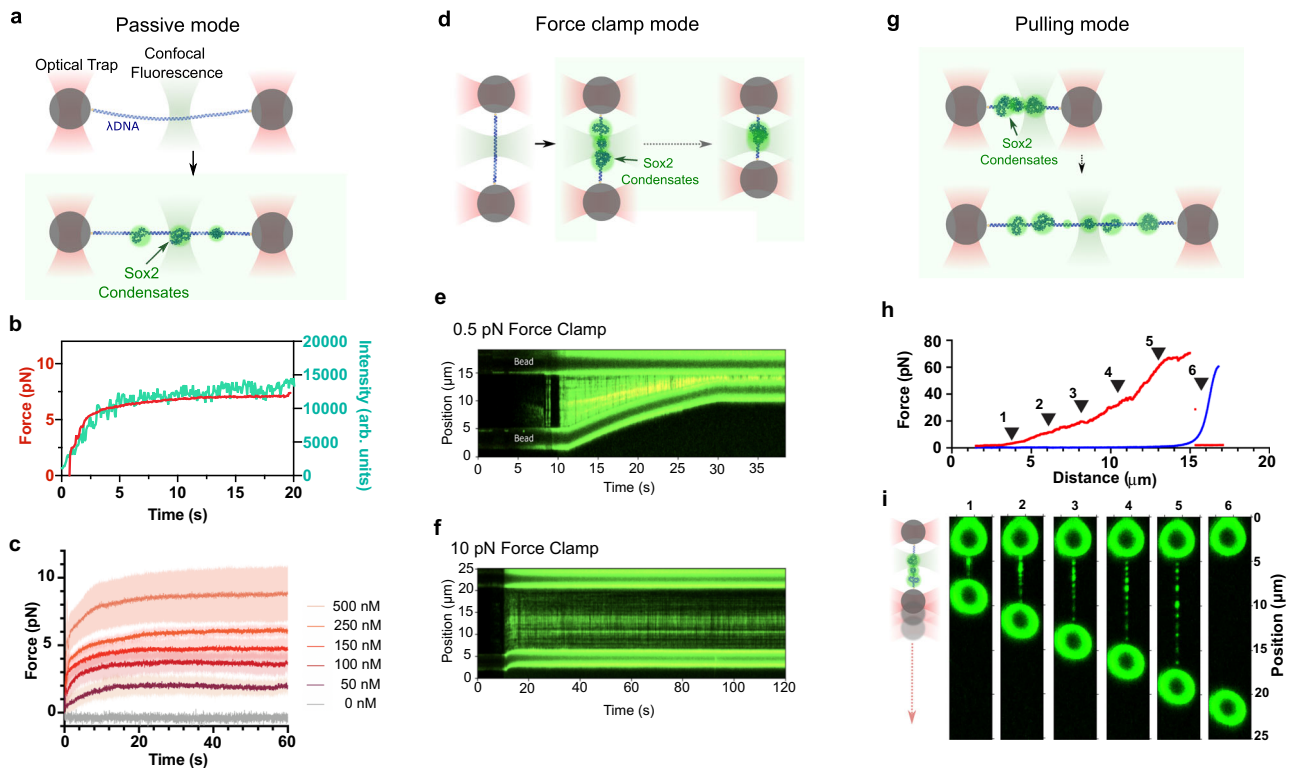 a
Passive mode
Optical Trap
Confocal
Fluorescence
λDNA
Sox2
Condensates
b
Force (pN)
10
5
0
20000
15000
10000
5000
0
Intensity (arb. units)
0 5 10 15 20
Time (s)
c
Force (pN)
10
5
0
0 20 40 60
Time (s)
500 nM
250 nM
150 nM
100 nM
50 nM
0 nM
d
Force clamp mode
Sox2
Condensates
e
0.5 pN Force Clamp
Position (µm)
15
10
5
0
Bead
Bead
0 5 10 15 20 25 30 35
Time (s)
f
10 pN Force Clamp
Position (µm)
25
20
15
10
5
0
0 20 40 60 80 100 120
Time (s)
g
Pulling mode
Sox2
Condensates
h
Force (pN)
80
60
40
20
0
1 2 3 4 5 6
0 5 10 15 20
Distance (µm)
i
1 2 3 4 5 6
0
5
10
15
20
25
Position (µm)